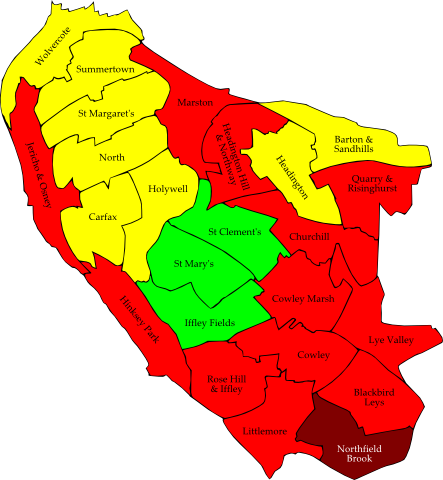 Wolvercote
Summertown
St Margaret's
Marston
Headington Hill
& Northway
Barton &
Sandhills
North
Headington
Jericho & Osney
Holywell
Quarry &
Risinghurst
Carfax
St Clement's
Churchill
St Mary's
Cowley Marsh
Hinksey Park
Iffley Fields
Lye Valley
Cowley
Rose Hill
& Iffley
Blackbird
Leys
Littlemore
Northfield
Brook